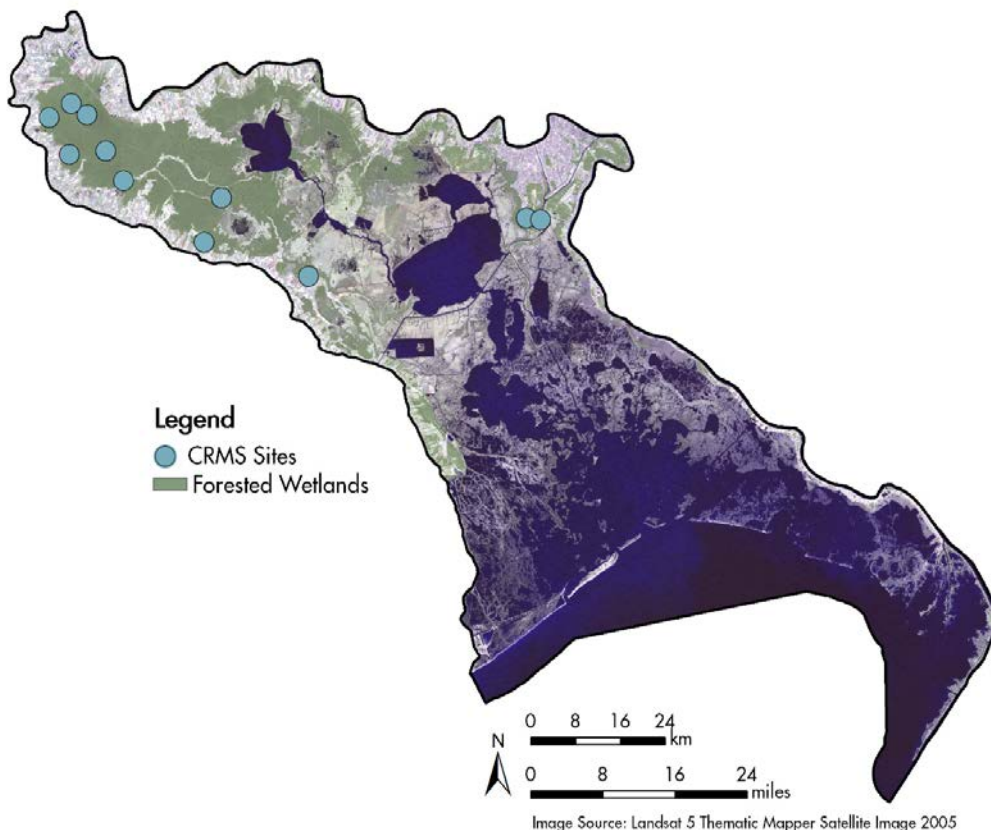 Legend
CRMS Sites
Forested Wetlands
N
0 8 16 24
km
0 8 16 24
miles
Image Source: Landsat 5 Thematic Mapper Satellite Image 2005